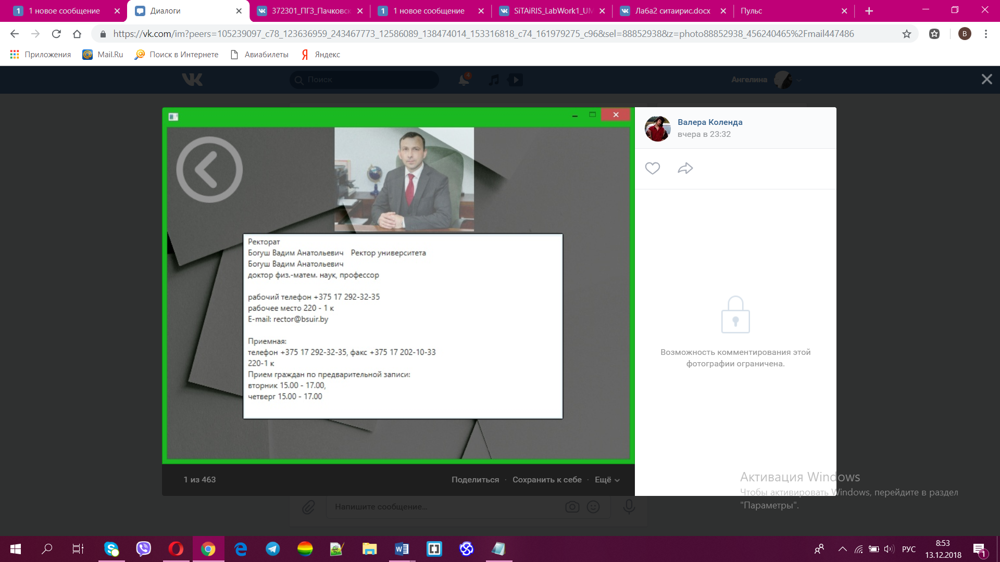 1 новое сообщение
Диалоги
372301_ПГЗ_Пачковск
1 новое сообщение
SiTAiRIS_LabWork1_UM
Лаба2 ситаирис.docx
Пульс
https://vk.com/im?peers=105239097_c78_123636959_243467773_12586089_138474014_153316818_c74_161979275_c96&sel=88852938&z=photo88852938_456240465%2Fmail447486
В
Приложения
Mail.Ru
Поиск в Интернете
Авиабилеты
Яндекс
Поиск
4
Ангелина
Валера Коленда
вчера в 23:32
Ректорат
Богуш Вадим Анатольевич Ректор университета
Богуш Вадим Анатольевич
доктор физ.-матем. наук, профессор
рабочий телефон +375 17 292-32-35
рабочее место 220 - 1 к
E-mail: rector@bsuir.by
Приемная:
телефон +375 17 292-32-35, факс +375 17 202-10-33
220-1 к
Прием граждан по предварительной записи:
вторник 15.00 - 17.00,
четверг 15.00 - 17.00
Возможность комментирования этой
фотографии ограничена.
1 из 463
Поделиться · Сохранить к себе · Ещё
Активация Windows
Чтобы активировать Windows, перейдите в раздел
"Параметры".
Напишите сообщение...
РУС
8:53
13.12.2018
1